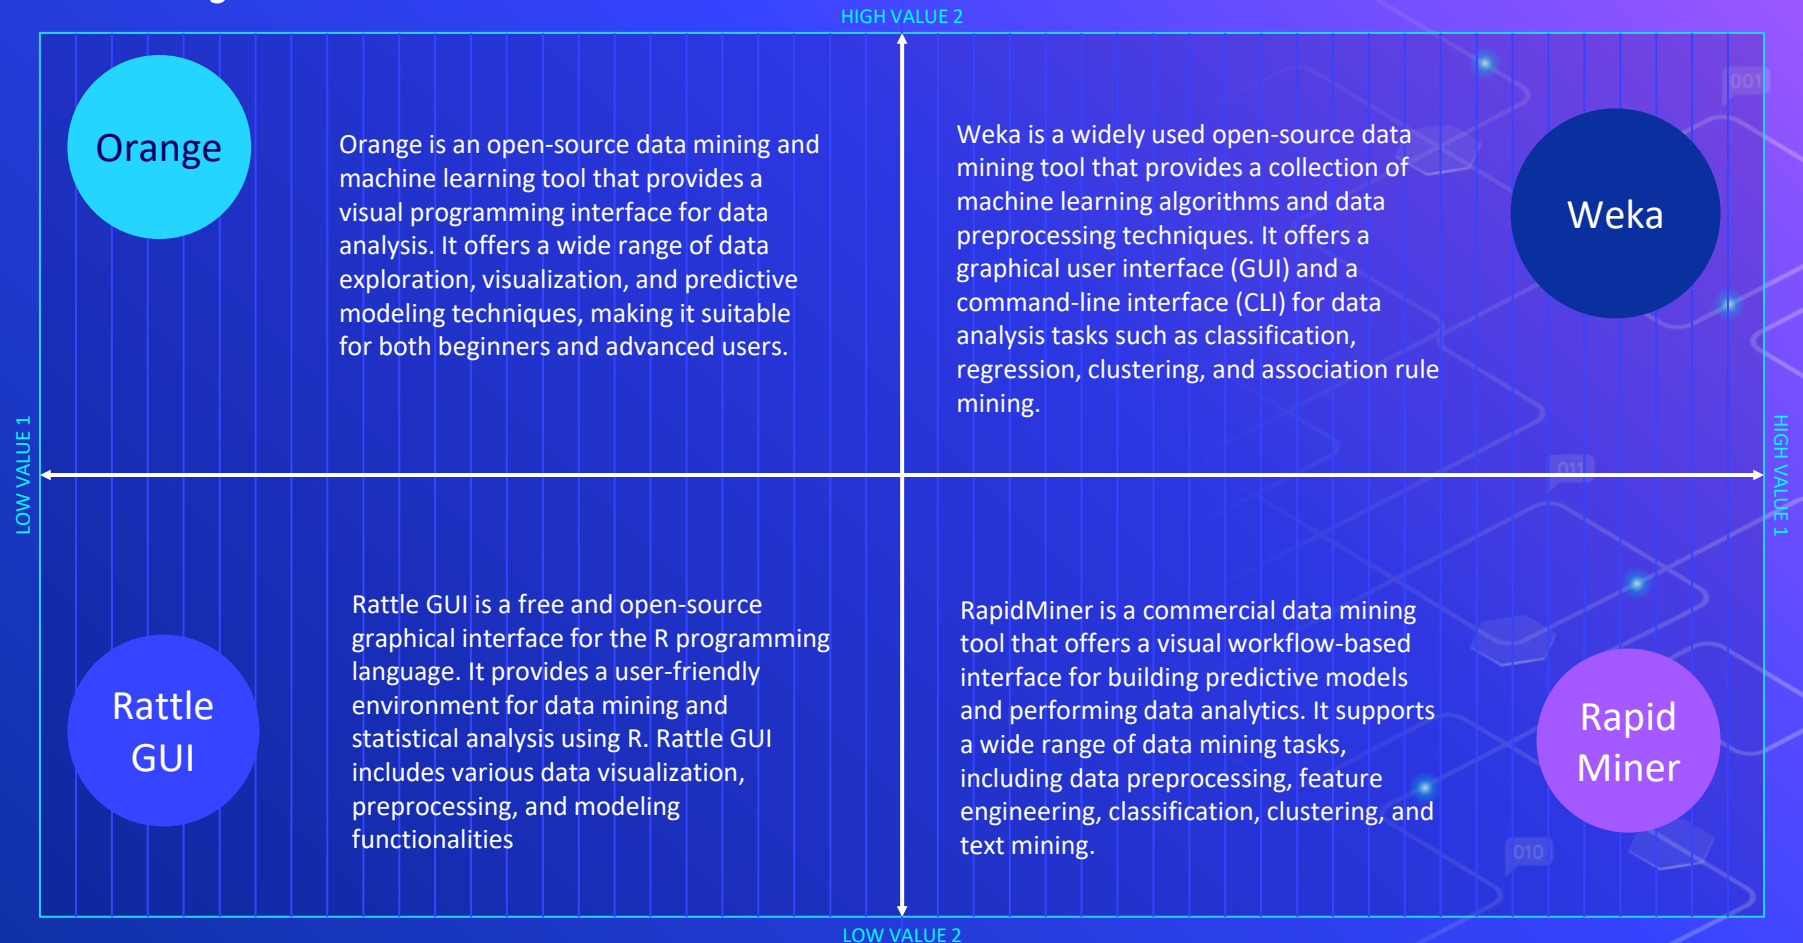 HIGH VALUE 2
Orange
Orange is an open-source data mining and
machine learning tool that provides a
visual programming interface for data
analysis. It offers a wide range of data
exploration, visualization, and predictive
modeling techniques, making it suitable
for both beginners and advanced users.
Weka is a widely used open-source data
mining tool that provides a collection of
machine learning algorithms and data
preprocessing techniques. It offers a
graphical user interface (GUI) and a
command-line interface (CLI) for data
analysis tasks such as classification,
regression, clustering, and association rule
mining.
001
Weka
LOW VALUE 1
HIGH VALUE 1
011
Rattle
GUI
Rattle GUI is a free and open-source
graphical interface for the R programming
language. It provides a user-friendly
environment for data mining and
statistical analysis using R. Rattle GUI
includes various data visualization,
preprocessing, and modeling
functionalities
RapidMiner is a commercial data mining
tool that offers a visual workflow-based
interface for building predictive models
and performing data analytics. It supports
a wide range of data mining tasks,
including data preprocessing, feature
engineering, classification, clustering, and
text mining.
Rapid
Miner
010
LOW VALUE 2